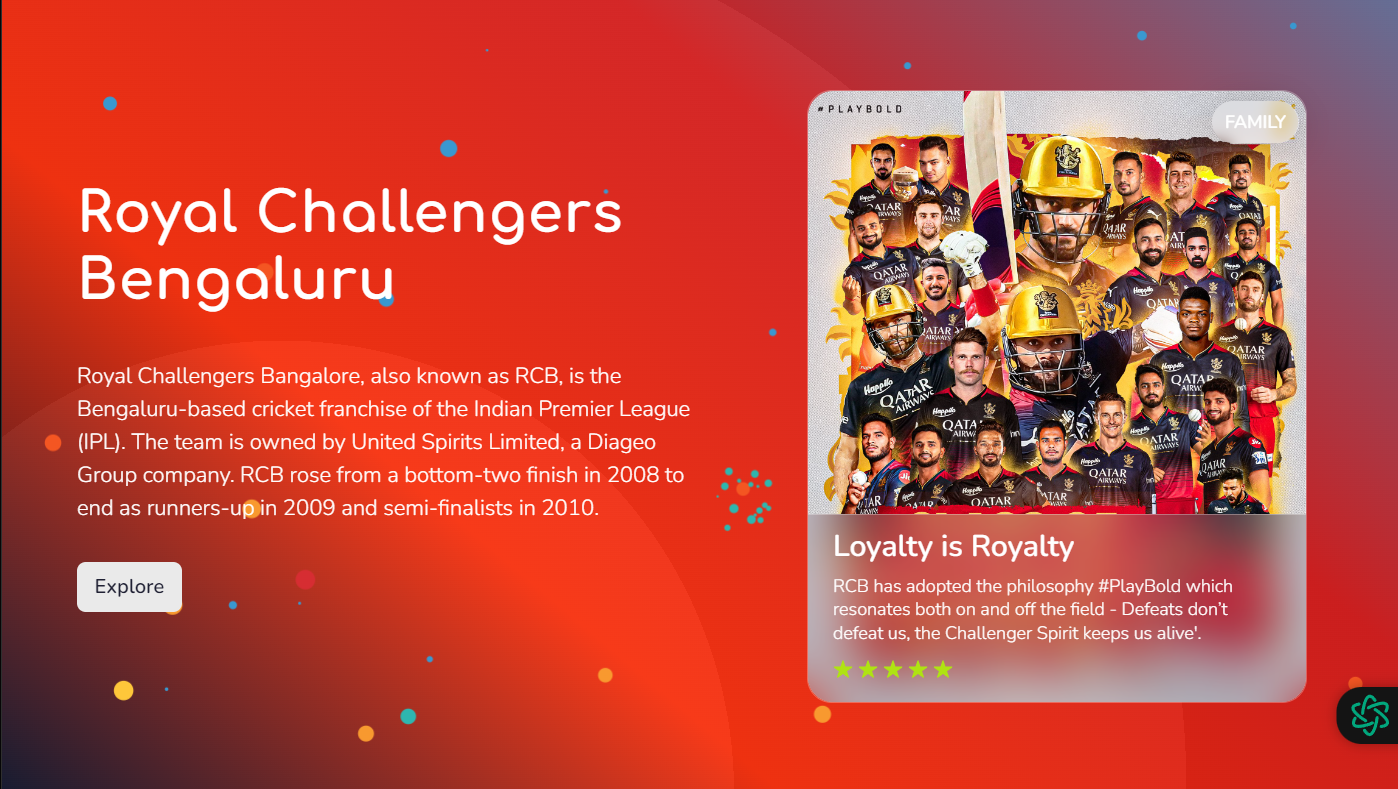 Royal Challengers
Bengaluru
Royal Challengers Bangalore, also known as RCB, is the
Bengaluru-based cricket franchise of the Indian Premier League
(IPL). The team is owned by United Spirits Limited, a Diageo
Group company. RCB rose from a bottom-two finish in 2008 to
end as runners-up in 2009 and semi-finalists in 2010.
Explore
#PLAYBOLD
FAMILY
QATAR
AIRWAYS
Happilo
Loyalty is Royalty
RCB has adopted the philosophy #PlayBold which
resonates both on and off the field - Defeats don't
defeat us, the Challenger Spirit keeps us alive'.